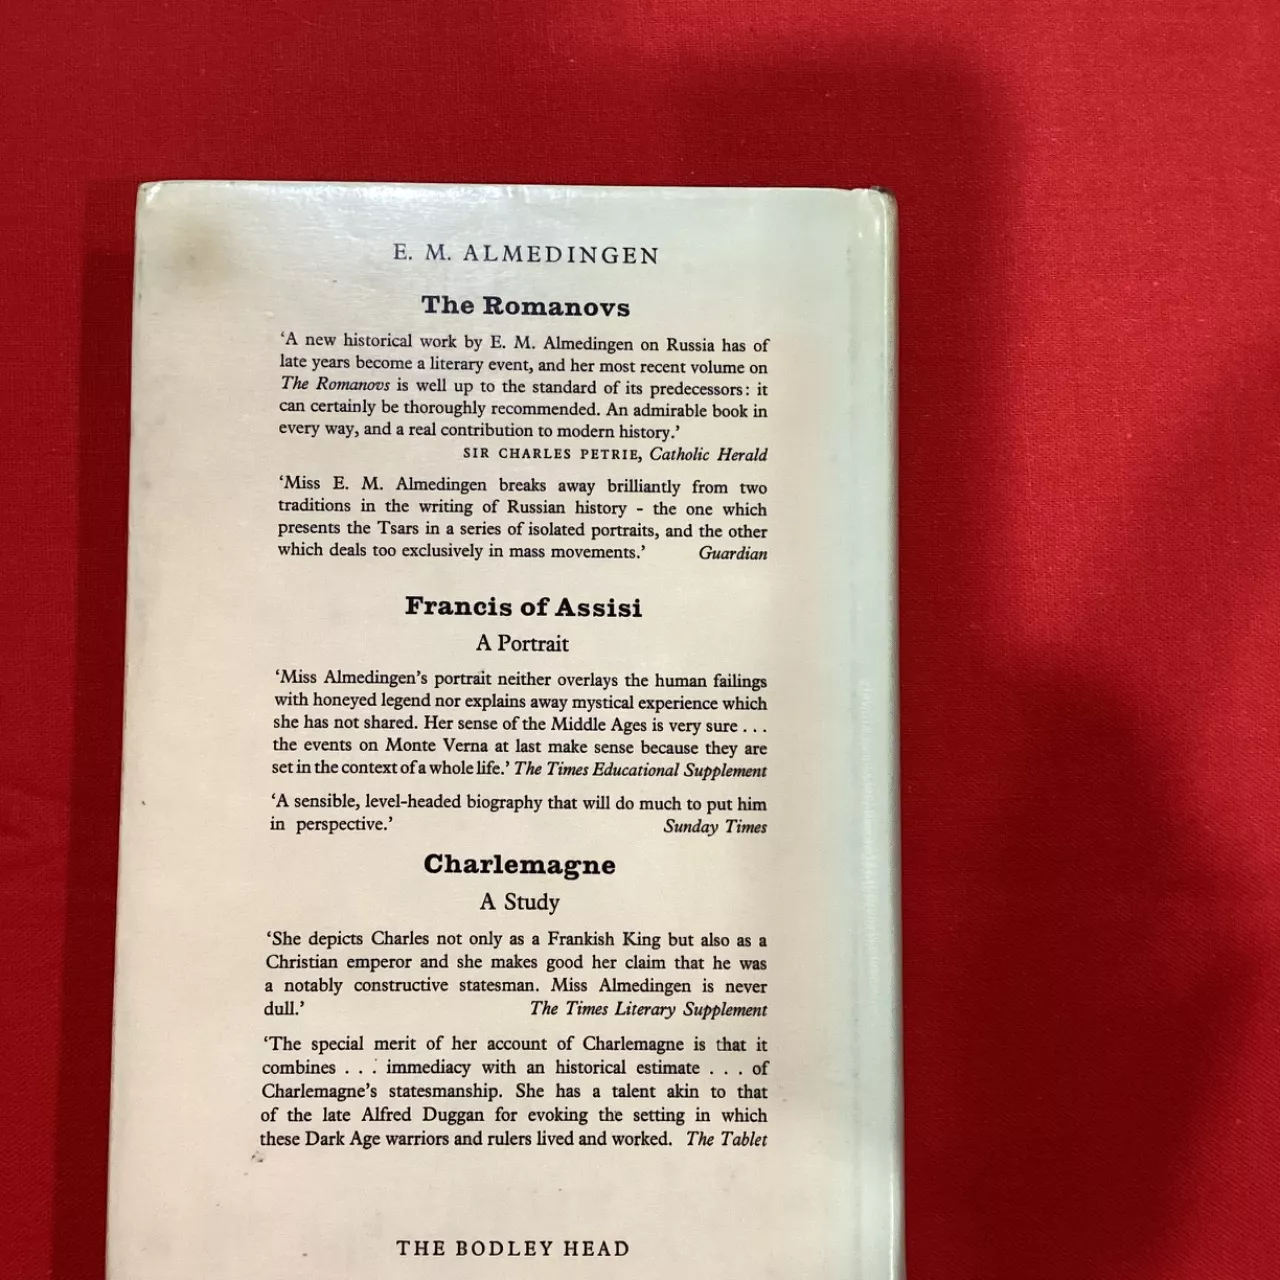 E. M. ALMEDINGEN
The Romanovs
‘A new historical work by E. M. Almedingen on Russia has of
late years become a literary event, and her most recent volume on
The Romanovs is well up to the standard of its predecessors: it
can certainly be thoroughly recommended. An admirable book in
every way, and a real contribution to modern history.’
SIR CHARLES PETRIE, Catholic Herald
‘Miss E. M. Almedingen breaks away brilliantly from two
traditions in the writing of Russian history - the one which
presents the Tsars in a series of isolated portraits, and the other
which deals too exclusively in mass movements.’ Guardian
Francis of Assisi
A Portrait
‘Miss Almedingen’s portrait neither overlays the human failings
with honeyed legend nor explains away mystical experience which
she has not shared. Her sense of the Middle Ages is very sure . . .
the events on Monte Verna at last make sense because they are
set in the context of a whole life.’ The Times Educational Supplement
‘A sensible, level-headed biography that will do much to put him
in perspective.’ Sunday Times
Charlemagne
A Study
‘She depicts Charles not only as a Frankish King but also as a
Christian emperor and she makes good her claim that he was
a notably constructive statesman. Miss Almedingen is never
dull.’ The Times Literary Supplement
‘The special merit of her account of Charlemagne is that it
combines . . . immediacy with an historical estimate . . . of
Charlemagne’s statesmanship. She has a talent akin to that
of the late Alfred Duggan for evoking the setting in which
these Dark Age warriors and rulers lived and worked. The Tablet
THE BODLEY HEAD